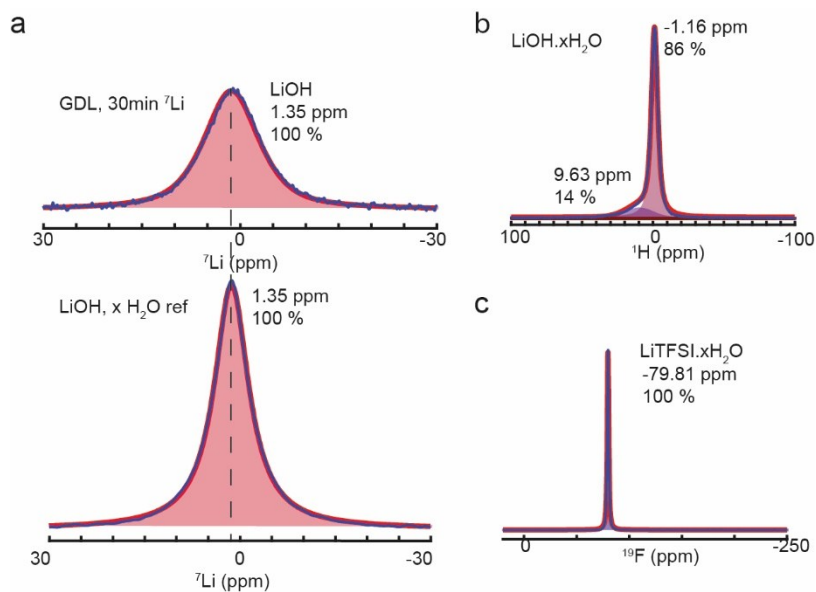 a
GDL, 30min ⁷Li
LiOH
1.35 ppm
100 %
30
0
-30
⁷Li (ppm)
LiOH, x H₂O ref
1.35 ppm
100 %
30
0
-30
⁷Li (ppm)
b
LiOH.xH₂O
-1.16 ppm
86 %
9.63 ppm
14 %
100
0
-100
¹H (ppm)
c
LiTFSI.xH₂O
-79.81 ppm
100 %
0
-250
¹⁹F (ppm)